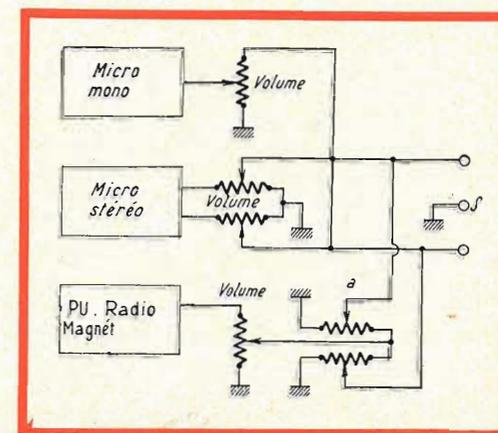 Micro
mono
Volume
Micro
stéréo
Volume
S
PU. Radio
Magnét
Volume
a